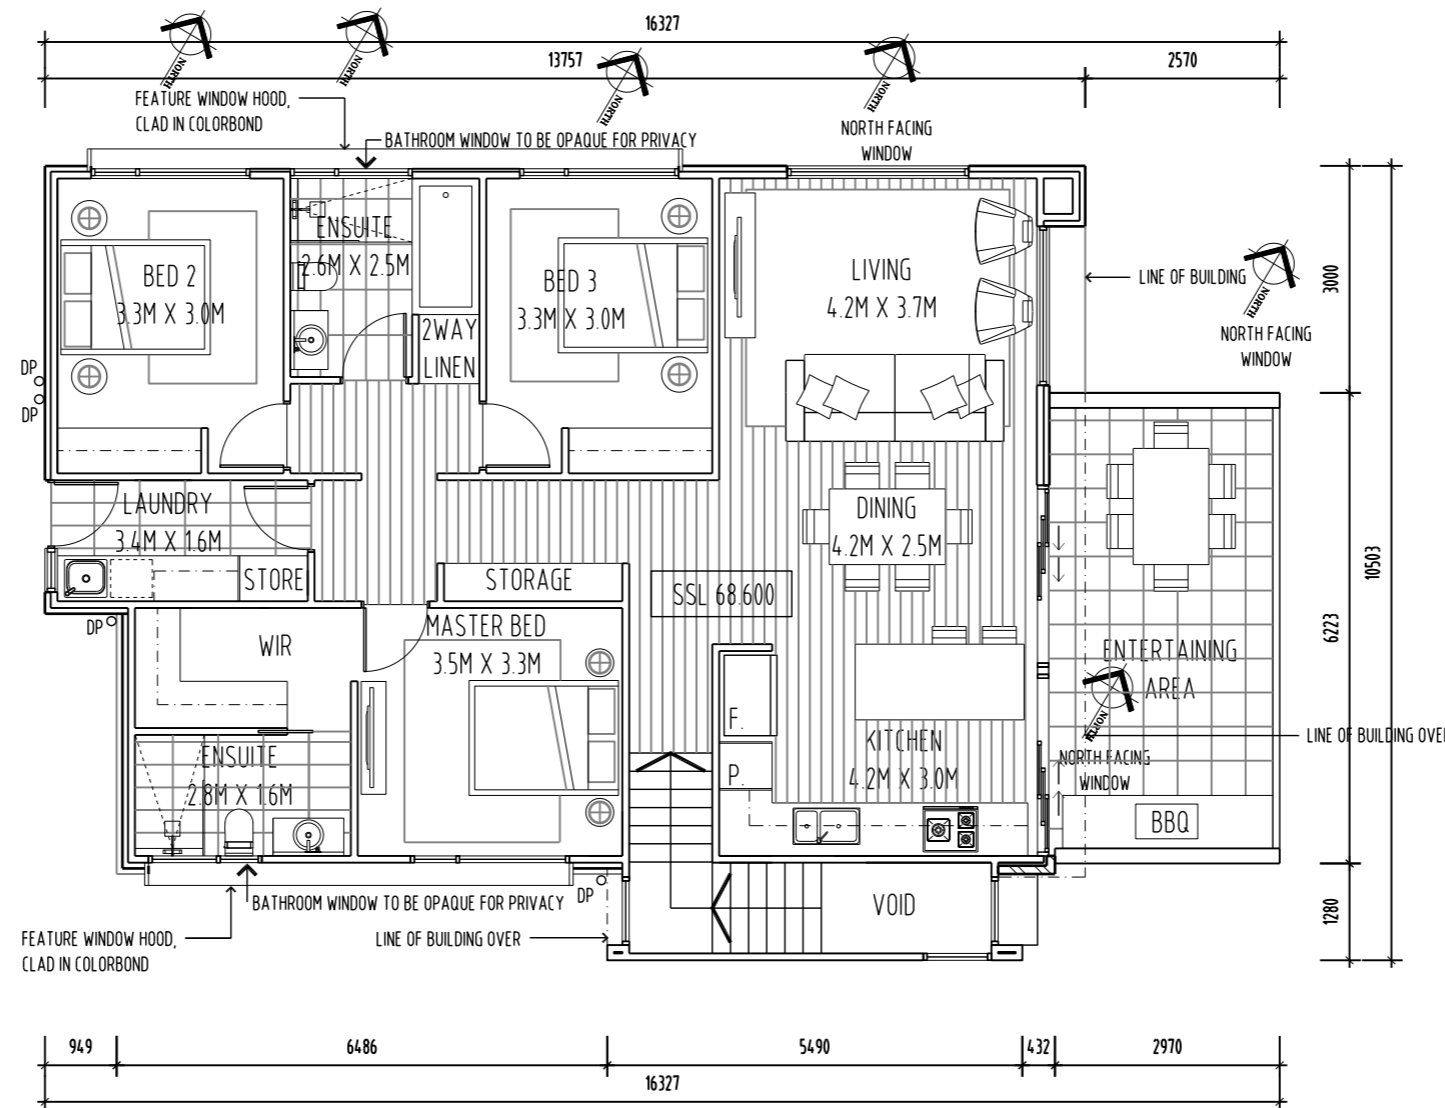 16327
13757
2570
NORTH
NORTH
NORTH
NORTH
FEATURE WINDOW HOOD,
CLAD IN COLORBOND
BATHROOM WINDOW TO BE OPAQUE FOR PRIVACY
NORTH FACING
WINDOW
ENSUITE
2.6M X 2.5M
BED 2
3.3M X 3.0M
BED 3
3.3M X 3.0M
LIVING
4.2M X 3.7M
LINE OF BUILDING
NORTH
NORTH FACING
WINDOW
3000
2WAY
LINEN
DP
DP
LAUNDRY
3.4M X 1.6M
STORE
STORAGE
DINING
4.2M X 2.5M
SSL 68.600
10503
6223
DP
WIR
MASTER BED
3.5M X 3.3M
ENTERTAINING
AREA
NORTH
NORTH FACING
WINDOW
LINE OF BUILDING OVE
F.
P.
KITCHEN
4.2M X 3.0M
ENSUITE
2.8M X 1.6M
BBQ
DP
VOID
1280
BATHROOM WINDOW TO BE OPAQUE FOR PRIVACY
FEATURE WINDOW HOOD,
CLAD IN COLORBOND
LINE OF BUILDING OVER
949
6486
5490
432
2970
16327